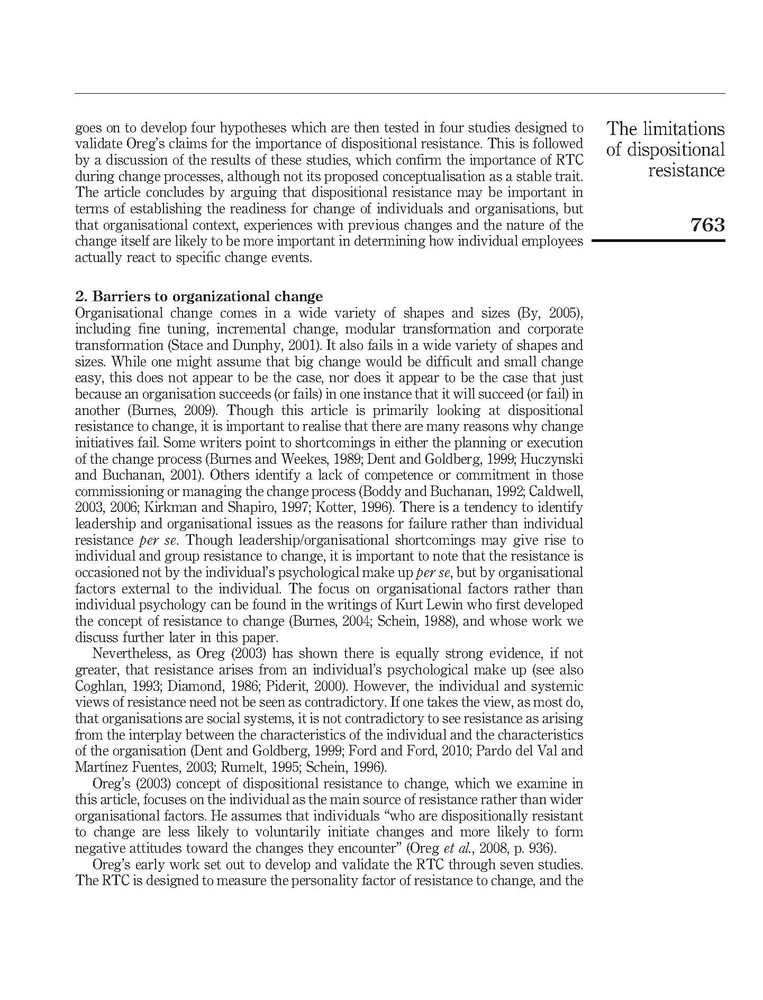 goes on to develop four hypotheses which are then tested in four studies designed to
validate Oreg’s claims for the importance of dispositional resistance. This is followed
by a discussion of the results of these studies, which confirm the importance of RTC
during change processes, although not its proposed conceptualisation as a stable trait.
The article concludes by arguing that dispositional resistance may be important in
terms of establishing the readiness for change of individuals and organisations, but
that organisational context, experiences with previous changes and the nature of the
change itself are likely to be more important in determining how individual employees
actually react to specific change events.
The limitations
of dispositional
resistance
763
2. Barriers to organizational change
Organisational change comes in a wide variety of shapes and sizes (By, 2005),
including fine tuning, incremental change, modular transformation and corporate
transformation (Stace and Dunphy, 2001). It also fails in a wide variety of shapes and
sizes. While one might assume that big change would be difficult and small change
easy, this does not appear to be the case, nor does it appear to be the case that just
because an organisation succeeds (or fails) in one instance that it will succeed (or fail) in
another (Burnes, 2009). Though this article is primarily looking at dispositional
resistance to change, it is important to realise that there are many reasons why change
initiatives fail. Some writers point to shortcomings in either the planning or execution
of the change process (Burnes and Weekes, 1989; Dent and Goldberg, 1999; Huczynski
and Buchanan, 2001). Others identify a lack of competence or commitment in those
commissioning or managing the change process (Boddy and Buchanan, 1992; Caldwell,
2003, 2006; Kirkman and Shapiro, 1997; Kotter, 1996). There is a tendency to identify
leadership and organisational issues as the reasons for failure rather than individual
resistance per se. Though leadership/organisational shortcomings may give rise to
individual and group resistance to change, it is important to note that the resistance is
occasioned not by the individual’s psychological make up per se, but by organisational
factors external to the individual. The focus on organisational factors rather than
individual psychology can be found in the writings of Kurt Lewin who first developed
the concept of resistance to change (Burnes, 2004; Schein, 1988), and whose work we
discuss further later in this paper.
Nevertheless, as Oreg (2003) has shown there is equally strong evidence, if not
greater, that resistance arises from an individual’s psychological make up (see also
Coghlan, 1993; Diamond, 1986; Piderit, 2000). However, the individual and systemic
views of resistance need not be seen as contradictory. If one takes the view, as most do,
that organisations are social systems, it is not contradictory to see resistance as arising
from the interplay between the characteristics of the individual and the characteristics
of the organisation (Dent and Goldberg, 1999; Ford and Ford, 2010; Pardo del Val and
Martínez Fuentes, 2003; Rumelt, 1995; Schein, 1996).
Oreg’s (2003) concept of dispositional resistance to change, which we examine in
this article, focuses on the individual as the main source of resistance rather than wider
organisational factors. He assumes that individuals “who are dispositionally resistant
to change are less likely to voluntarily initiate changes and more likely to form
negative attitudes toward the changes they encounter” (Oreg et al., 2008, p. 936).
Oreg’s early work set out to develop and validate the RTC through seven studies.
The RTC is designed to measure the personality factor of resistance to change, and the